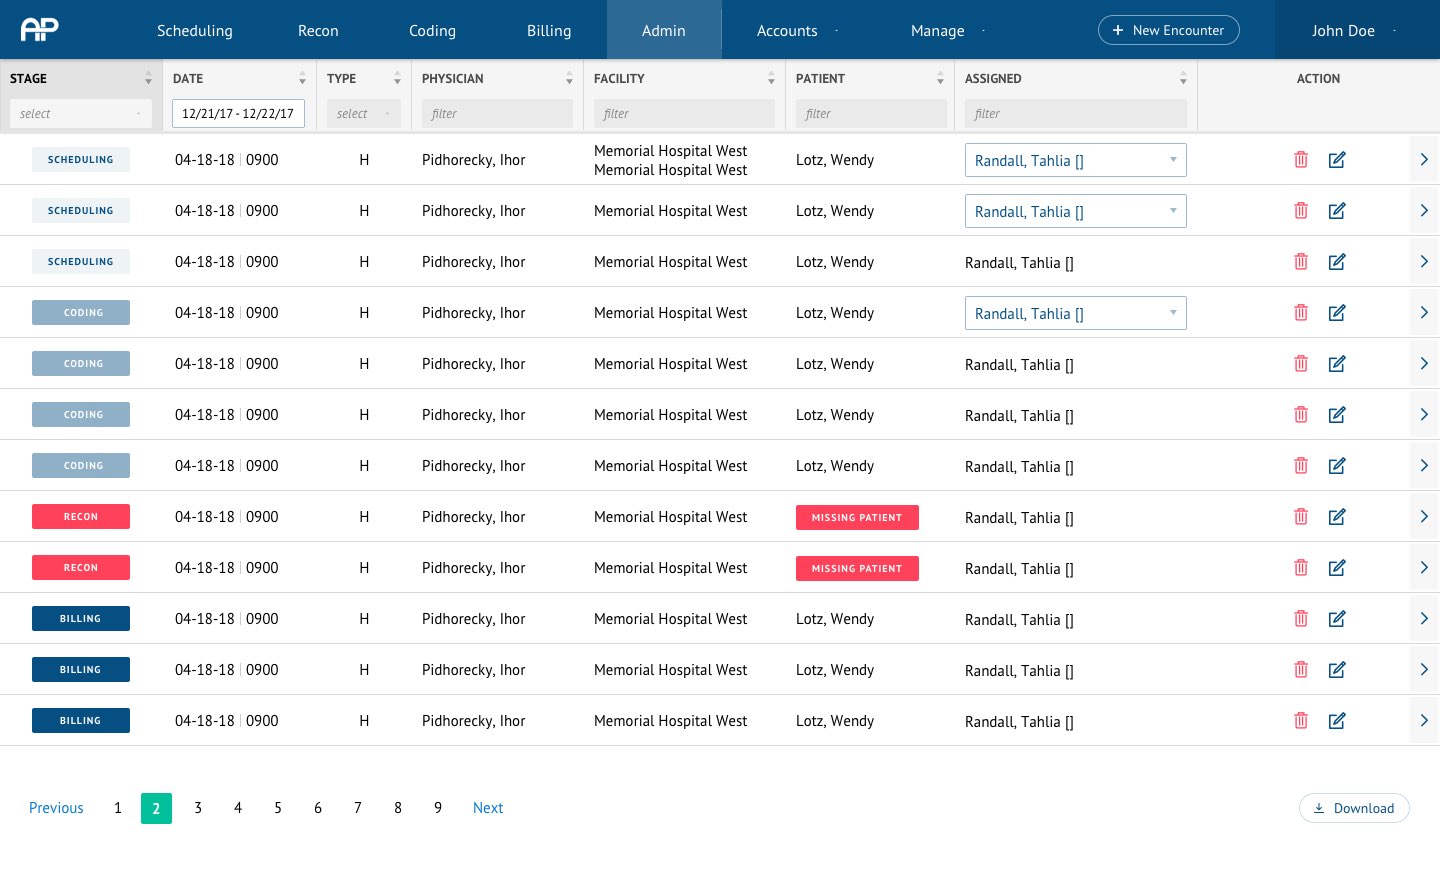 AP Scheduling Recon Coding Billing Admin Accounts Manage + New Encounter John Doe
STAGE DATE TYPE PHYSICIAN FACILITY PATIENT ASSIGNED ACTION
select 12/21/17 - 12/22/17 select filter filter filter filter
SCHEDULING 04-18-18 | 0900 H Pidhorecky, Ihor Memorial Hospital West Lotz, Wendy Randall, Tahlia []
Memorial Hospital West
SCHEDULING 04-18-18 | 0900 H Pidhorecky, Ihor Memorial Hospital West Lotz, Wendy Randall, Tahlia []
SCHEDULING 04-18-18 | 0900 H Pidhorecky, Ihor Memorial Hospital West Lotz, Wendy Randall, Tahlia []
CODING 04-18-18 | 0900 H Pidhorecky, Ihor Memorial Hospital West Lotz, Wendy Randall, Tahlia []
CODING 04-18-18 | 0900 H Pidhorecky, Ihor Memorial Hospital West Lotz, Wendy Randall, Tahlia []
CODING 04-18-18 | 0900 H Pidhorecky, Ihor Memorial Hospital West Lotz, Wendy Randall, Tahlia []
CODING 04-18-18 | 0900 H Pidhorecky, Ihor Memorial Hospital West Lotz, Wendy Randall, Tahlia []
RECON 04-18-18 | 0900 H Pidhorecky, Ihor Memorial Hospital West MISSING PATIENT Randall, Tahlia []
RECON 04-18-18 | 0900 H Pidhorecky, Ihor Memorial Hospital West MISSING PATIENT Randall, Tahlia []
BILLING 04-18-18 | 0900 H Pidhorecky, Ihor Memorial Hospital West Lotz, Wendy Randall, Tahlia []
BILLING 04-18-18 | 0900 H Pidhorecky, Ihor Memorial Hospital West Lotz, Wendy Randall, Tahlia []
BILLING 04-18-18 | 0900 H Pidhorecky, Ihor Memorial Hospital West Lotz, Wendy Randall, Tahlia []
Previous 1 2 3 4 5 6 7 8 9 Next Download